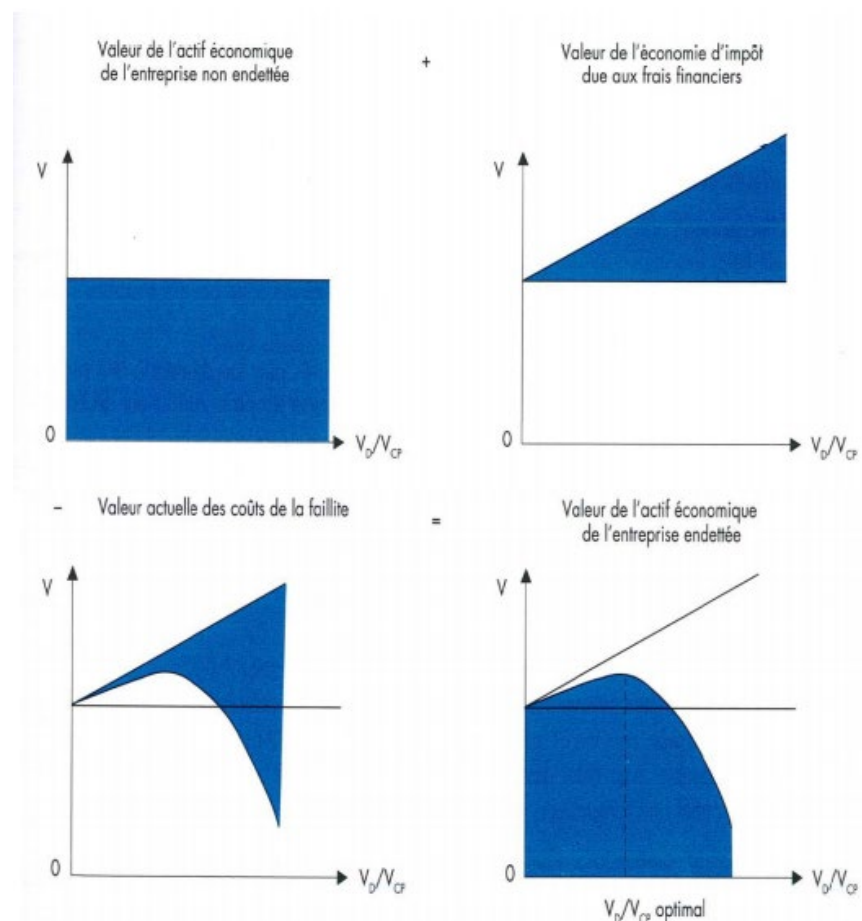 Valeur de l'actif économique
de l'entreprise non endettée
+
Valeur de l'économie d'impôt
due aux frais financiers
V
0
V_D/V_CP
V
0
V_D/V_CP
–
Valeur actuelle des coûts de la faillite
=
Valeur de l'actif économique
de l'entreprise endettée
V
0
V_D/V_CP
V
0
V_D/V_CP
V_D/V_CP optimal